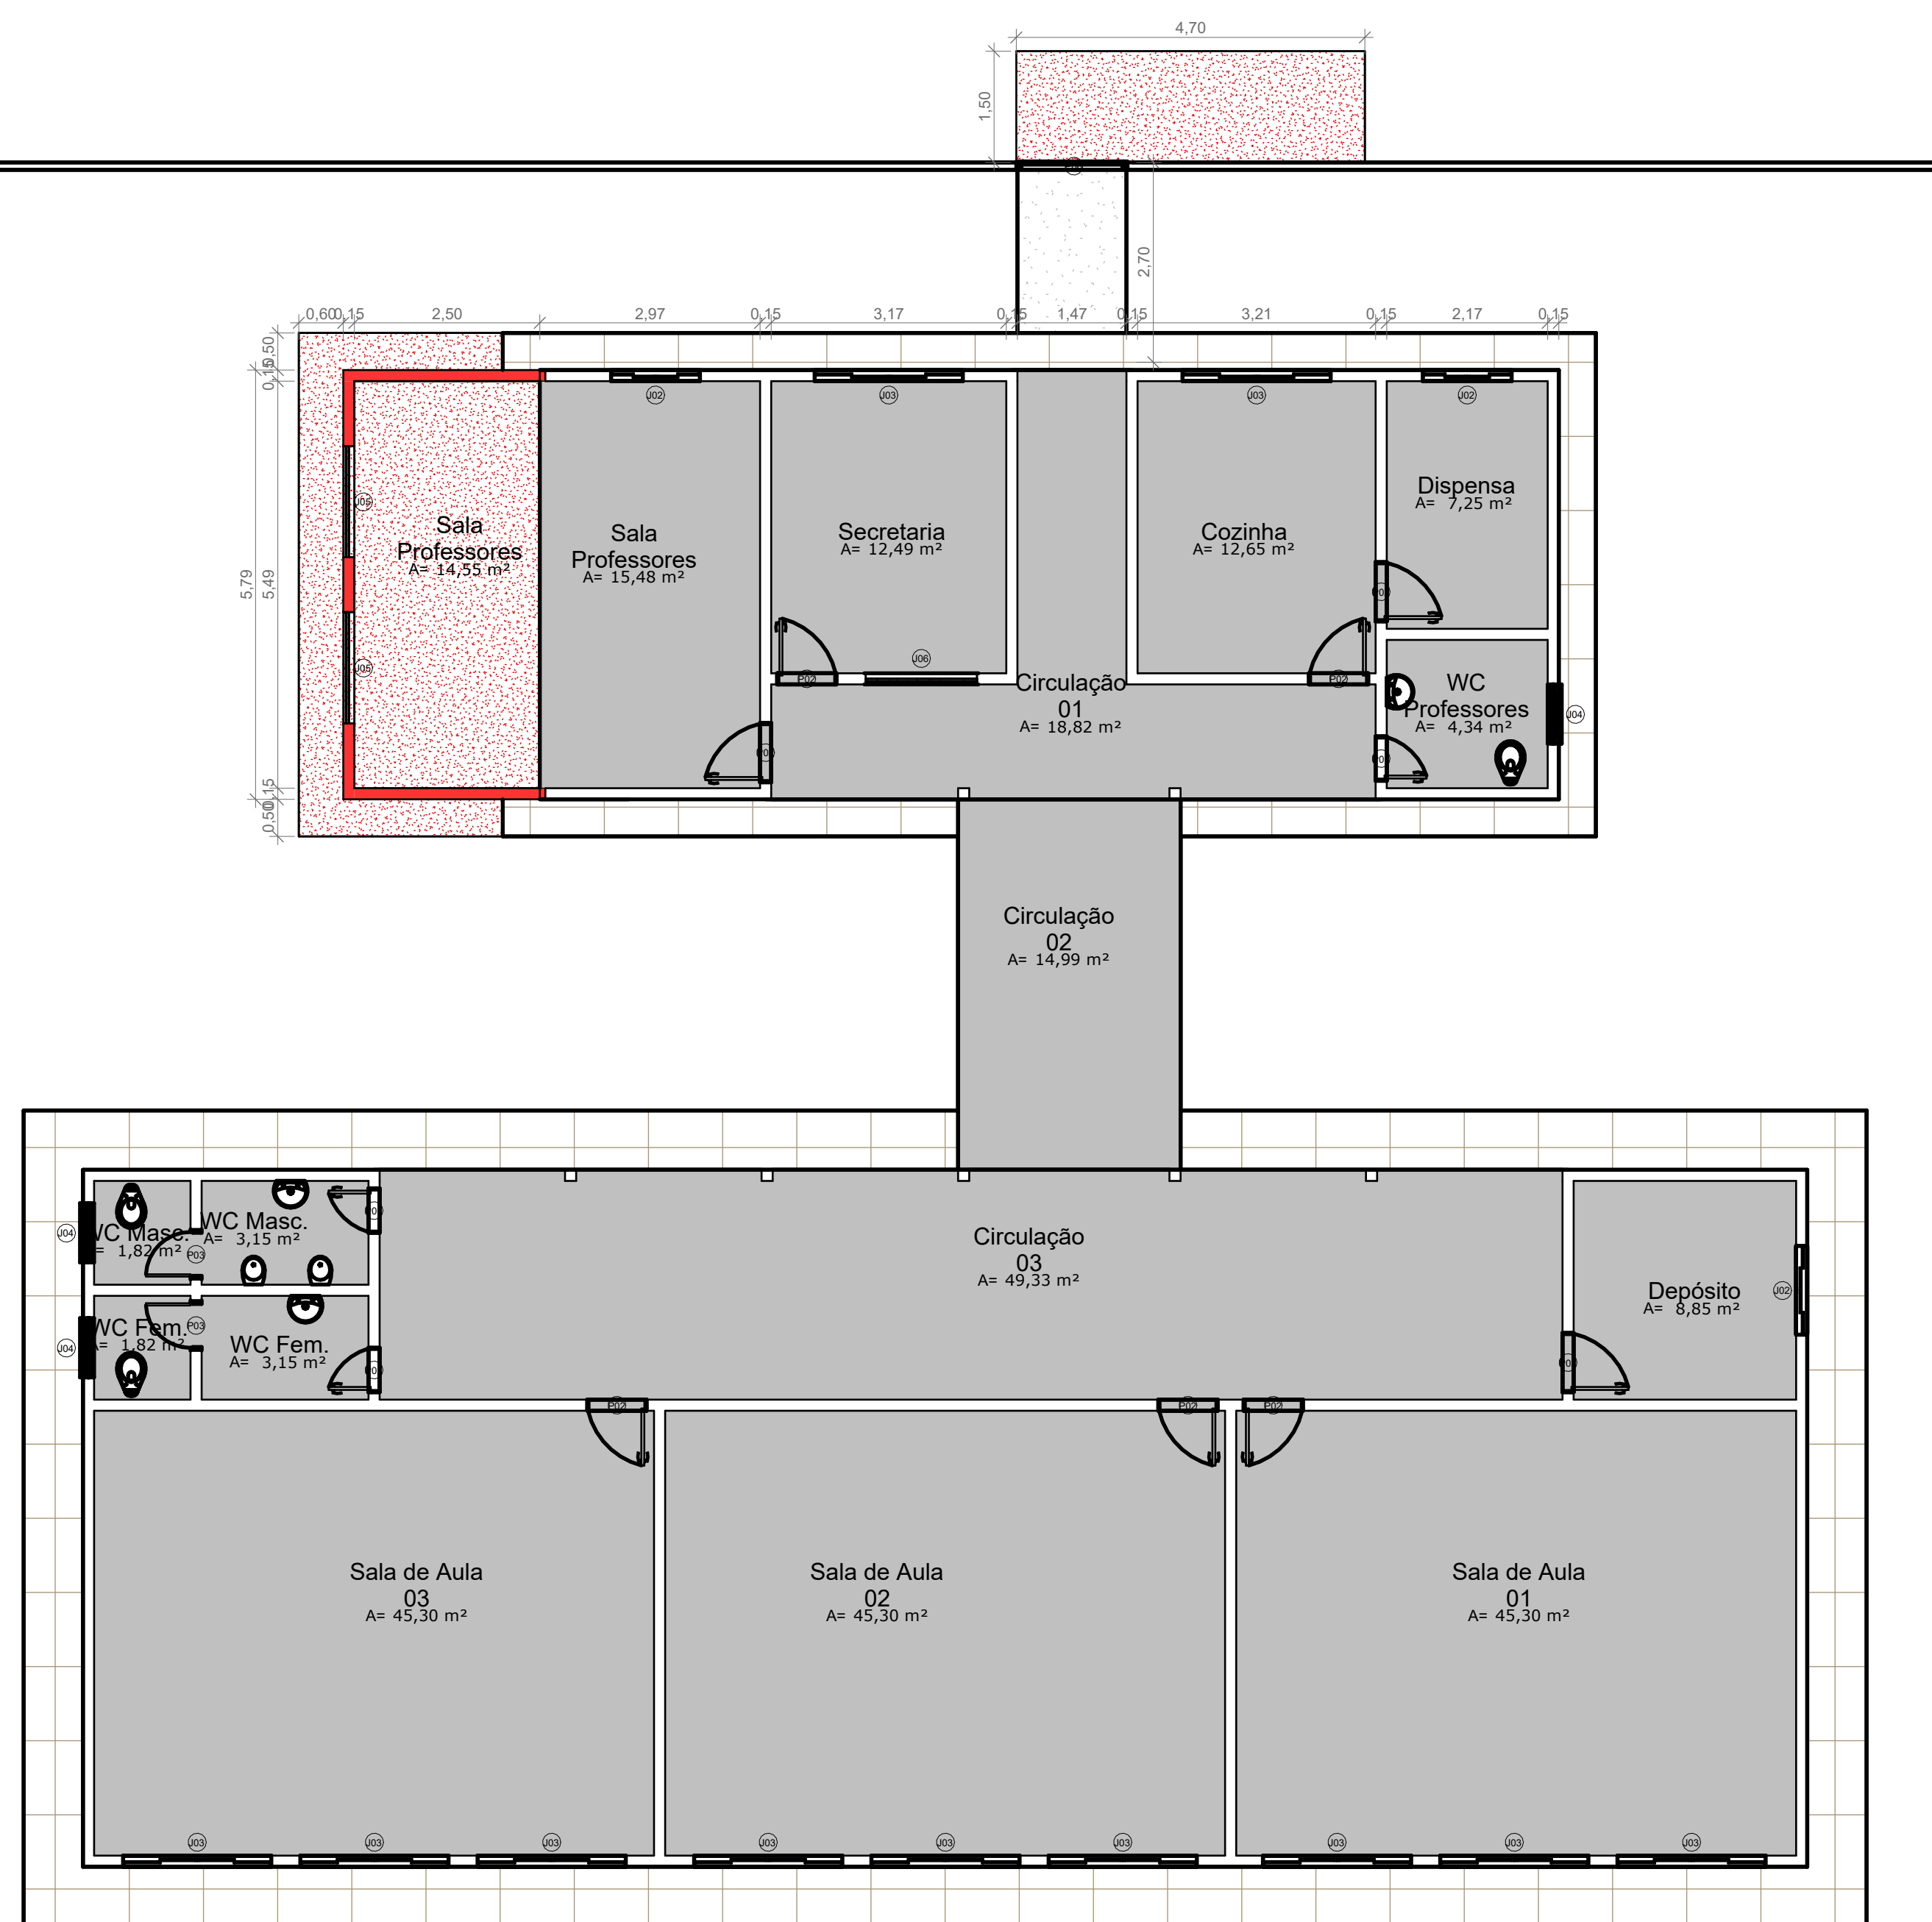 4,70
1,50
2,70
0,60
0,15
2,50
2,97
0,15
3,17
0,15
1,47
0,15
3,21
0,15
2,17
0,15
0,50
0,15
5,79
5,49
0,15
0,50
J02
J03
J03
J02
Dispensa
A= 7,25 m²
Sala
Professores
A= 14,55 m²
Sala
Professores
A= 15,48 m²
Secretaria
A= 12,49 m²
Cozinha
A= 12,65 m²
J05
J05
J06
P02
P02
Circulação
01
A= 18,82 m²
WC
Professores
A= 4,34 m²
J04
Circulação
02
A= 14,99 m²
WC Masc.
A= 3,15 m²
WC Masc.
= 1,82 m²
J04
P03
Circulação
03
A= 49,33 m²
Depósito
A= 8,85 m²
J02
WC Fem.
A= 1,82 m²
P03
J04
WC Fem.
A= 3,15 m²
P02
P02
P02
Sala de Aula
03
A= 45,30 m²
Sala de Aula
02
A= 45,30 m²
Sala de Aula
01
A= 45,30 m²
J03
J03
J03
J03
J03
J03
J03
J03
J03